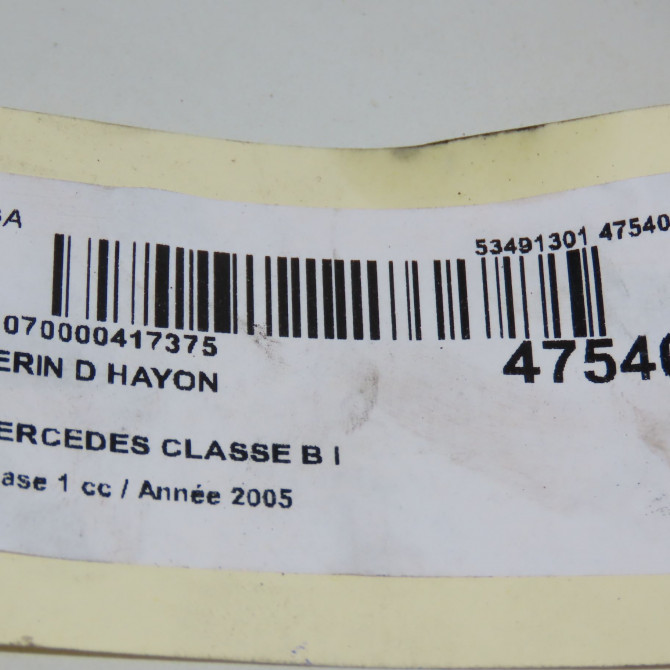 53491301 47540
070000417375
4754
ERIN D HAYON
ERCEDES CLASSE B I
ase 1 cc / Année 2005